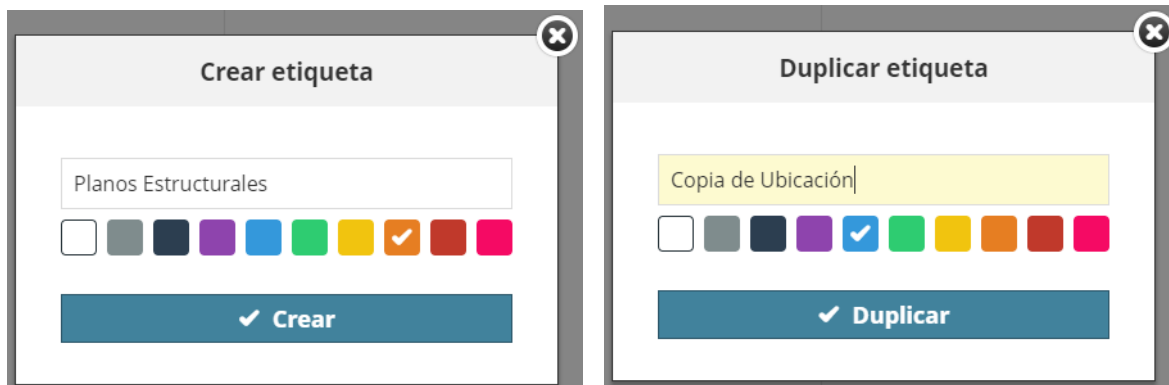 Crear etiqueta
Planos Estructurales
Crear
Duplicar etiqueta
Copia de Ubicación
Duplicar